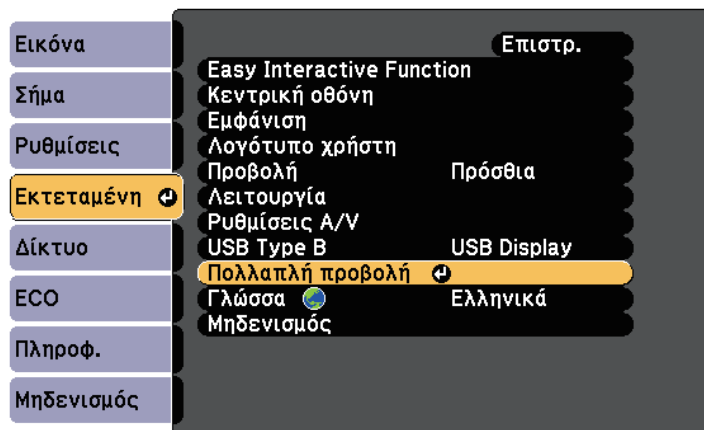 Εικόνα
Σήμα
Ρυθμίσεις
Εκτεταμένη
Δίκτυο
ECO
Πληροφ.
Μηδενισμός
Επιστρ.
Easy Interactive Function
Κεντρική οθόνη
Εμφάνιση
Λογότυπο χρήστη
Προβολή Πρόσθια
Λειτουργία
Ρυθμίσεις A/V
USB Type B USB Display
Πολλαπλή προβολή
Γλώσσα Ελληνικά
Μηδενισμός